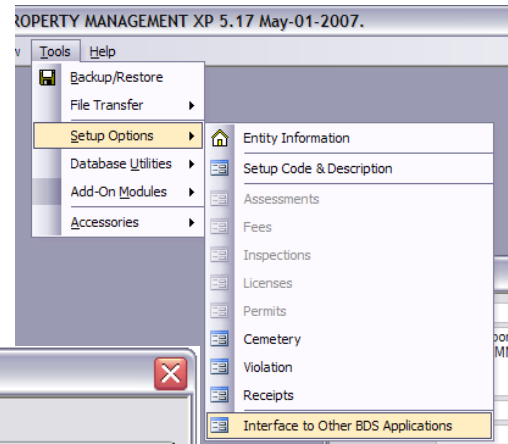 ROPERTY MANAGEMENT XP 5.17 May-01-2007.
Tools Help
Backup/Restore
File Transfer
Setup Options
Database Utilities
Add-On Modules
Accessories
Entity Information
Setup Code & Description
Assessments
Fees
Inspections
Licenses
Permits
Cemetery
Violation
Receipts
Interface to Other BDS Applications